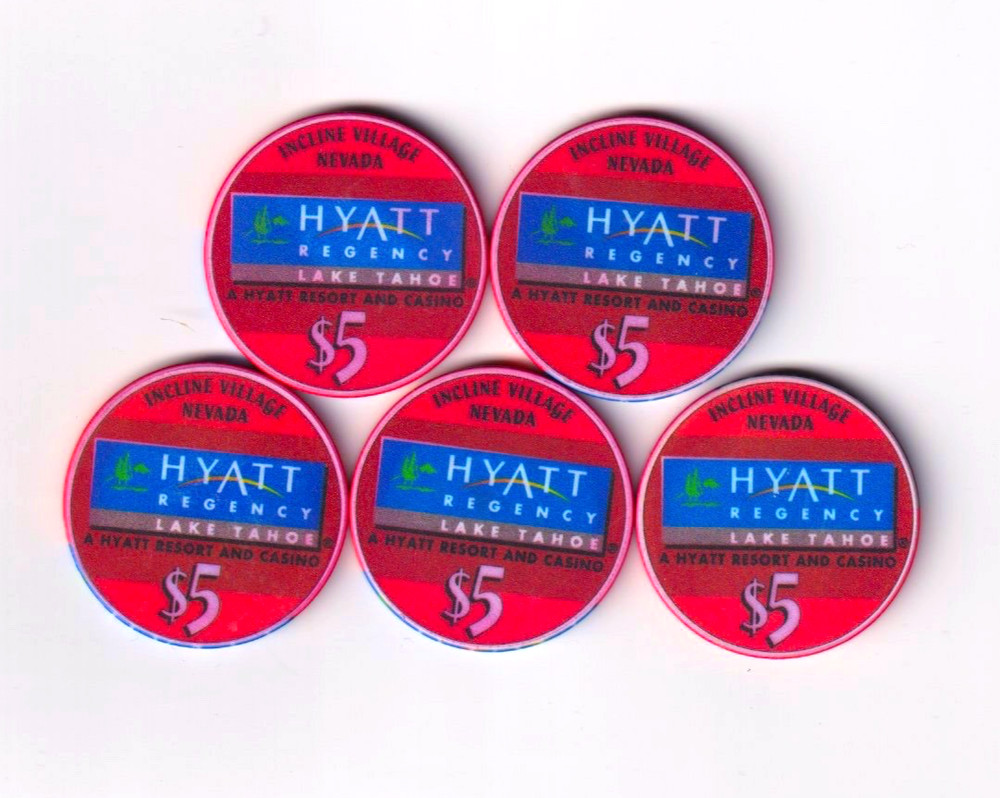 INCLINE VILLAGE
NEVADA
HYATT
REGENCY
LAKE TAHOE®
A HYATT RESORT AND CASINO
$5
INCLINE VILLAGE
NEVADA
HYATT
REGENCY
LAKE TAHOE®
A HYATT RESORT AND CASINO
$5
INCLINE VILLAGE
NEVADA
HYATT
REGENCY
LAKE TAHOE®
A HYATT RESORT AND CASINO
$5
INCLINE VILLAGE
NEVADA
HYATT
REGENCY
LAKE TAHOE®
A HYATT RESORT AND CASINO
$5
INCLINE VILLAGE
NEVADA
HYATT
REGENCY
LAKE TAHOE®
A HYATT RESORT AND CASINO
$5